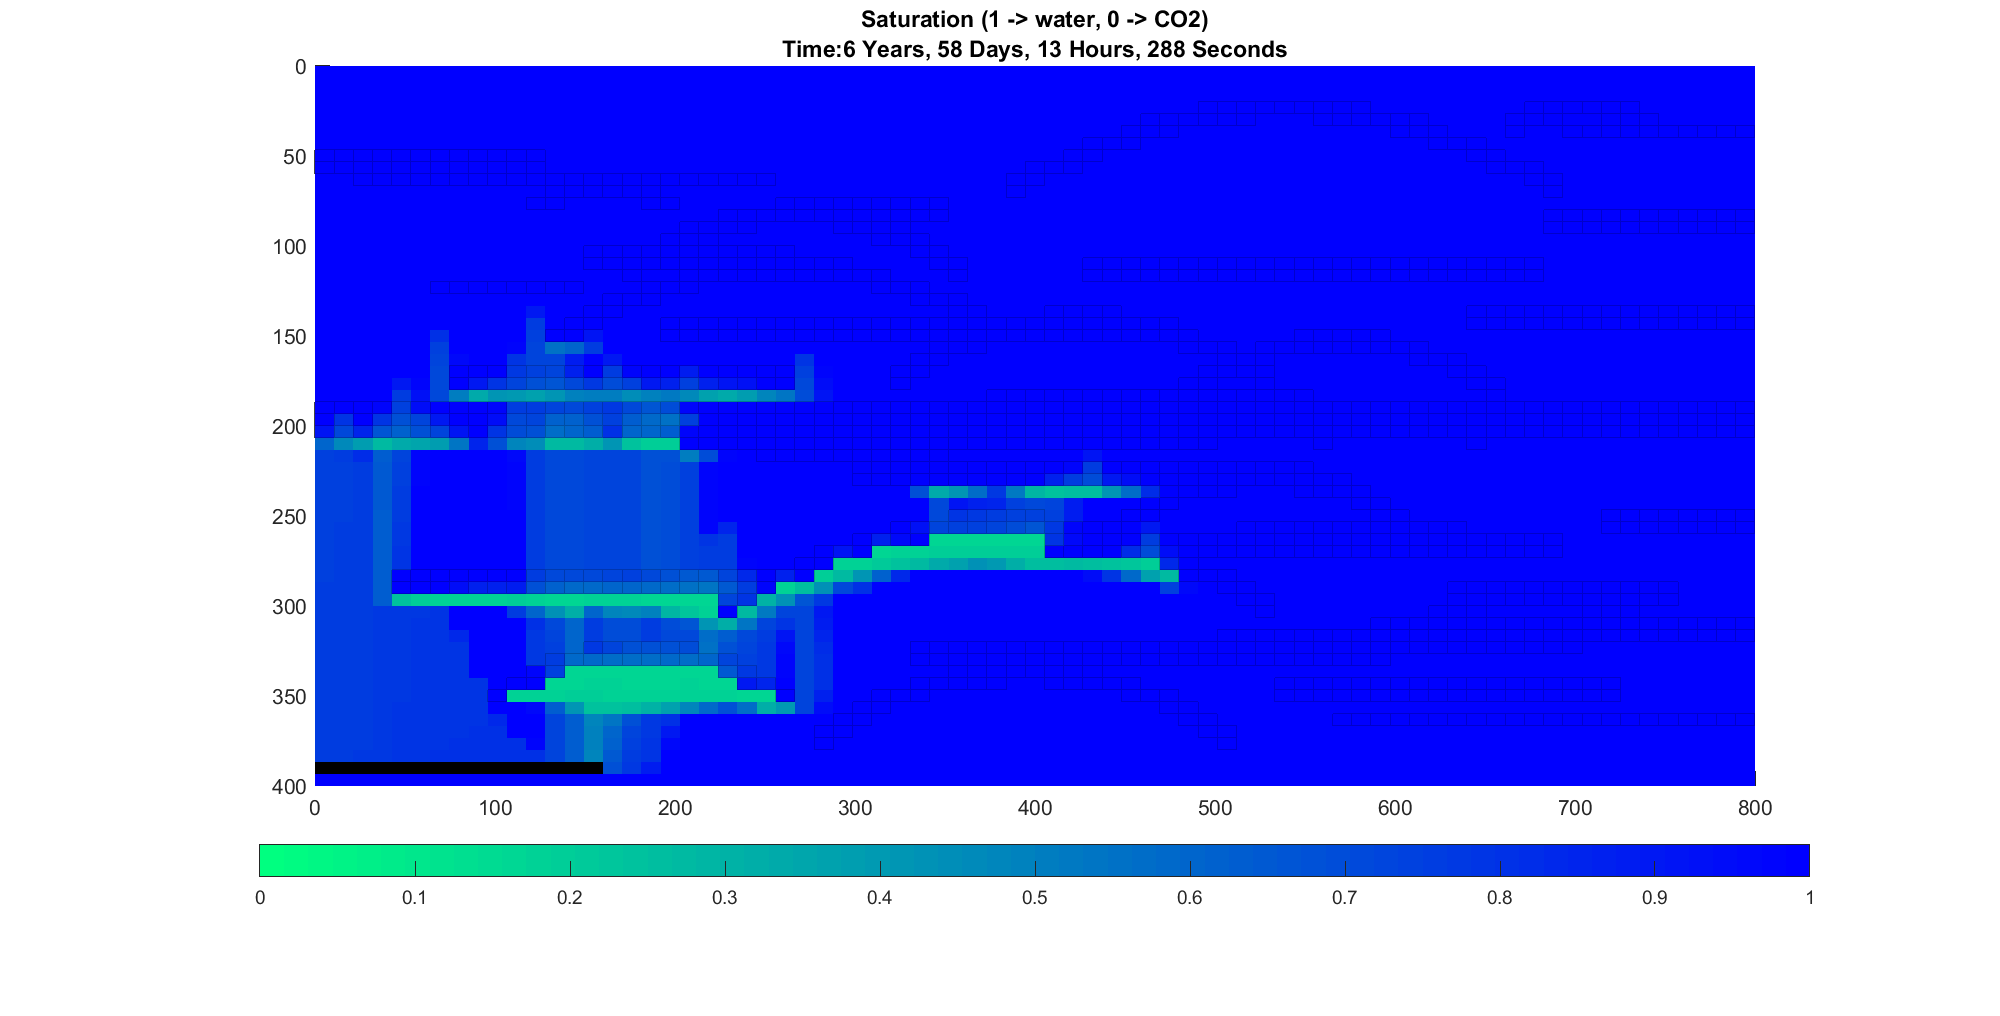 Saturation (1 -> water, 0 -> CO2)
Time:6 Years, 58 Days, 13 Hours, 288 Seconds
0
50
100
150
200
250
300
350
400
0 100 200 300 400 500 600 700 800
0 0.1 0.2 0.3 0.4 0.5 0.6 0.7 0.8 0.9 1